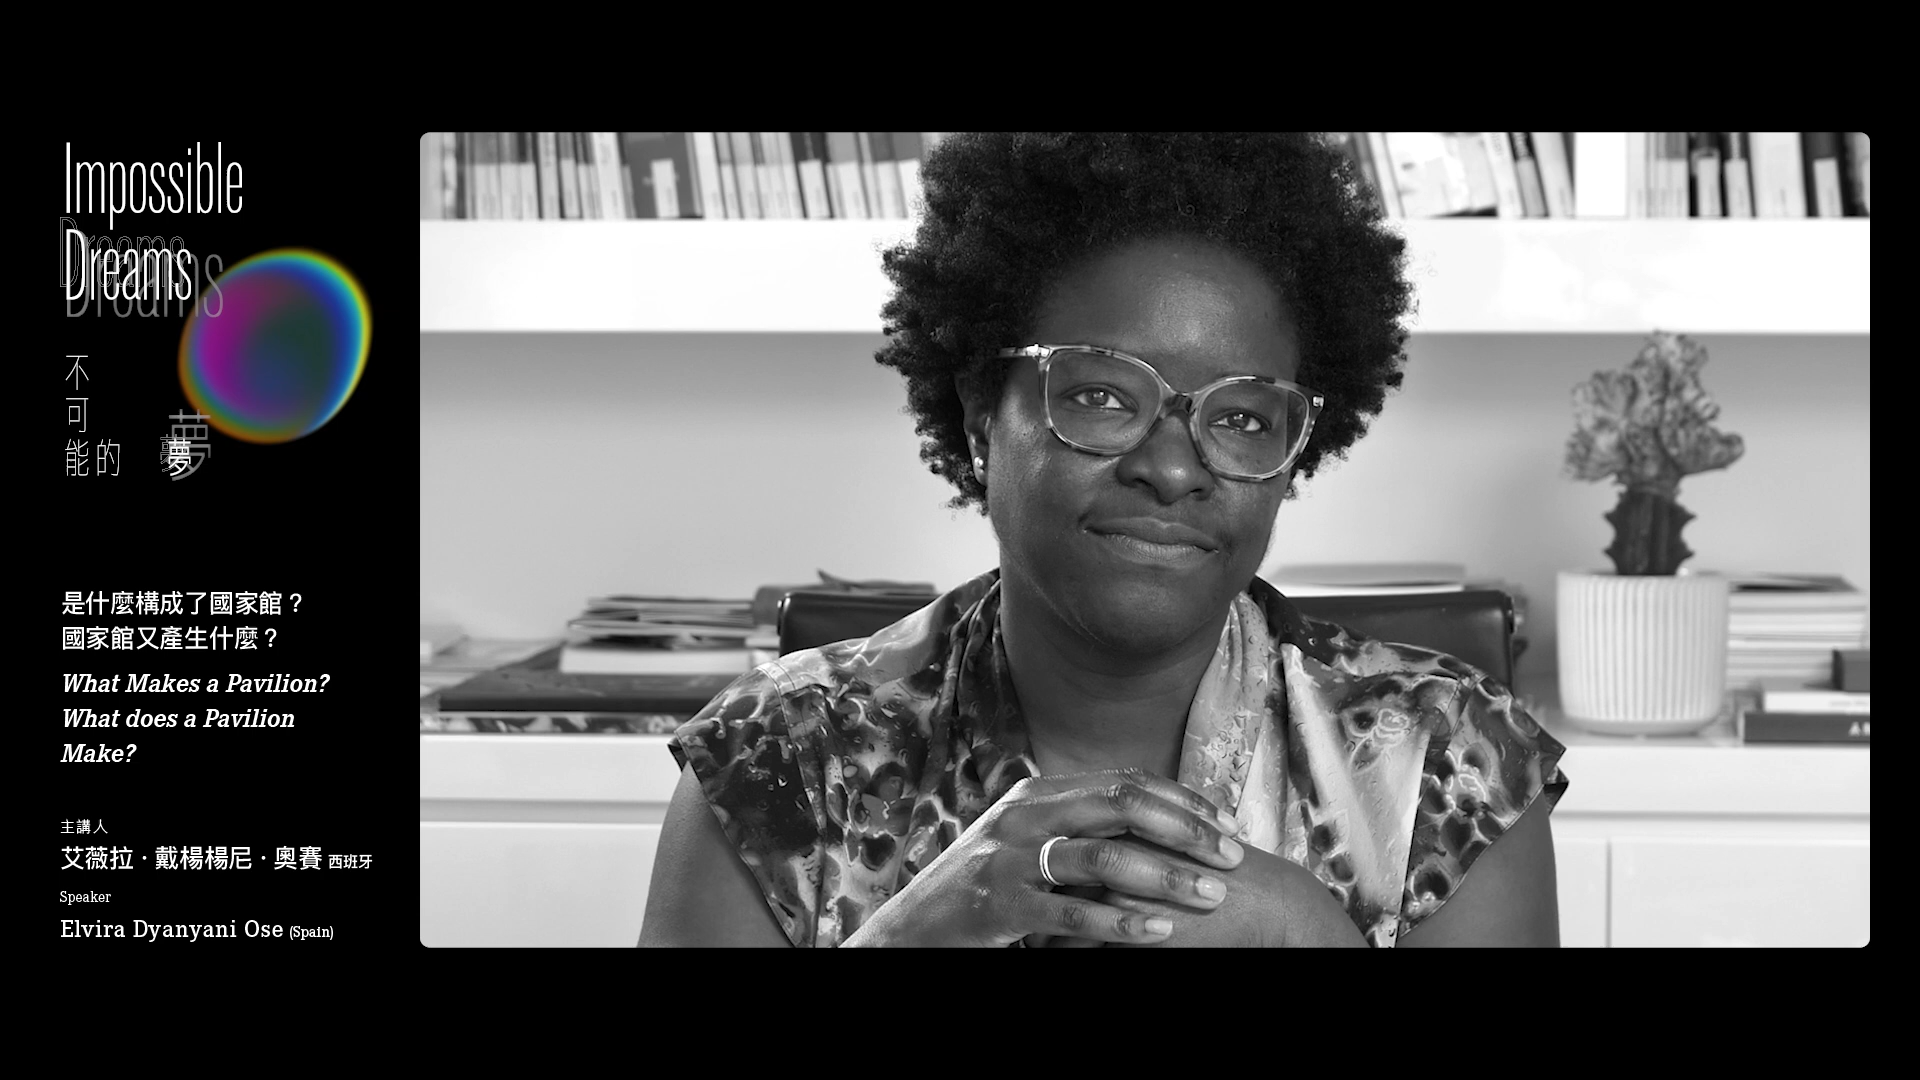 Impossible
Dreams
不
可
能的 夢
是什麼構成了國家館？
國家館又產生什麼？
What Makes a Pavilion?
What does a Pavilion
Make?
主講人
艾薇拉・戴楊楊尼・奧賽 西班牙
Speaker
Elvira Dyanyani Ose (Spain)